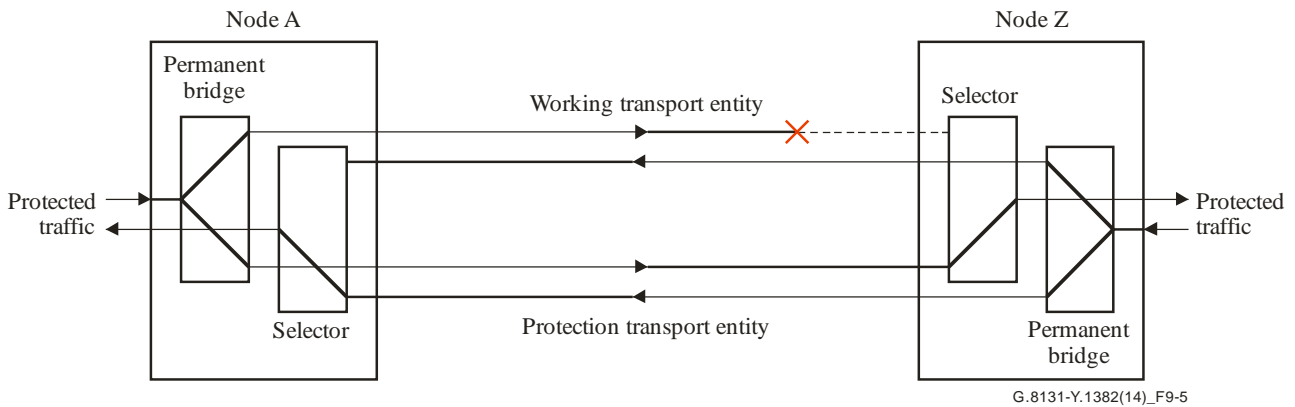 Node A
Node Z
Permanent
bridge
Working transport entity
Selector
Protected
traffic
Protected
traffic
Selector
Protection transport entity
Permanent
bridge
G.8131-Y.1382(14)_F9-5